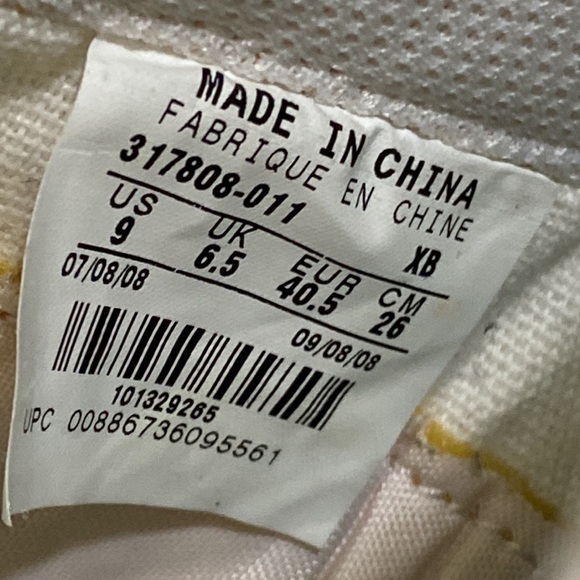 MADE IN CHINA
FABRIQUE EN CHINE
317808-011 XB
US UK EUR CM
9 6.5 40.5 26
07/08/08 09/08/08
101329265
UPC 00886736095561